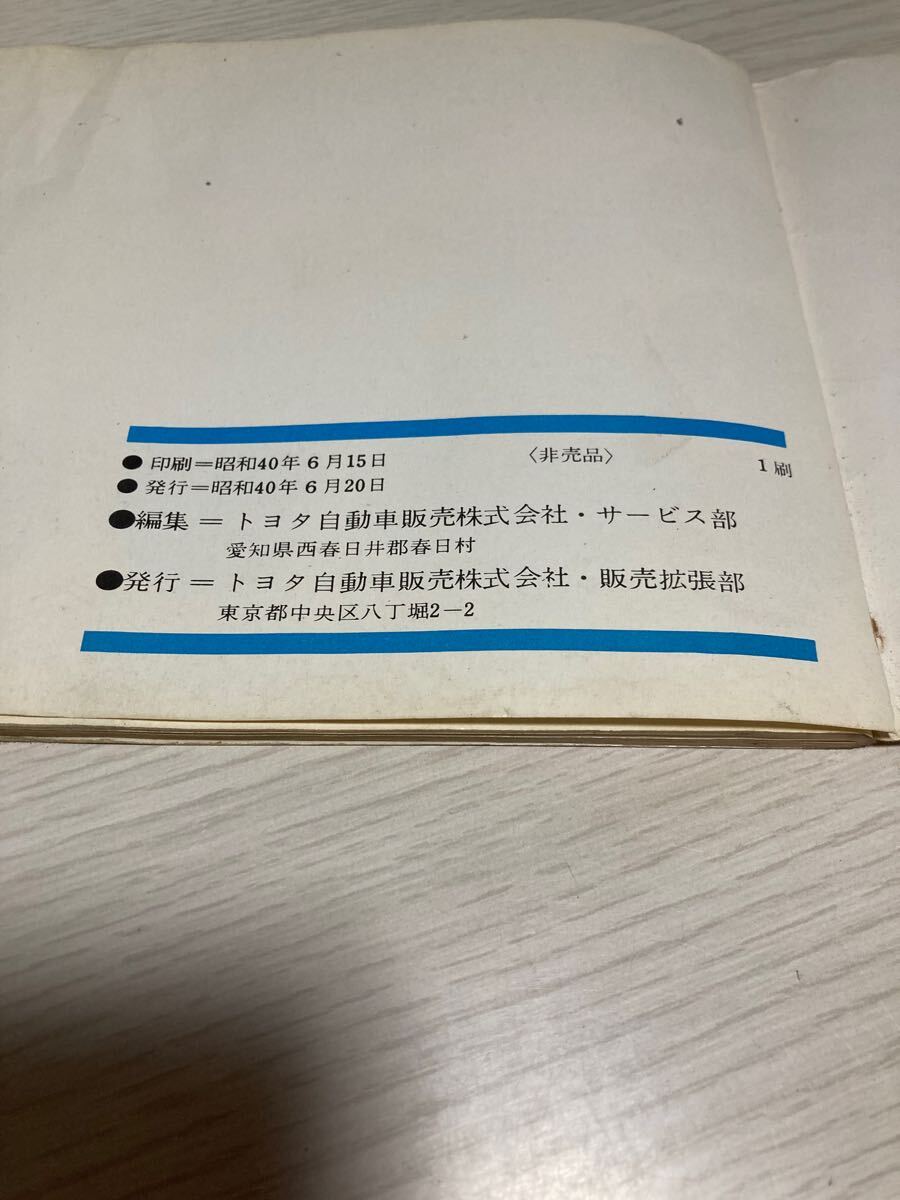 ●印刷=昭和40年6月15日 〈非売品〉 1刷
●発行=昭和40年6月20日
●編集=トヨタ自動車販売株式会社・サービス部
愛知県西春日井郡春日村
●発行=トヨタ自動車販売株式会社・販売拡張部
東京都中央区八丁堀2-2